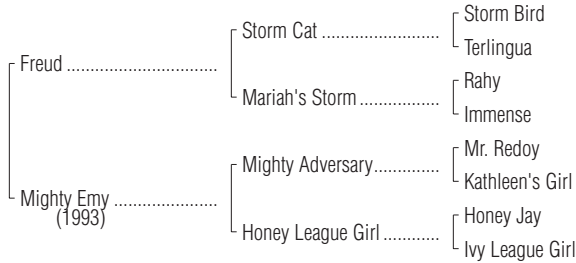 Storm Bird
Storm Cat ........................
Terlingua
Freud ..............................
Rahy
Mariah's Storm ................
Immense
Mr. Redoy
Mighty Adversary.............
Kathleen's Girl
Mighty Emy .....................
(1993)
Honey Jay
Honey League Girl ...........
Ivy League Girl